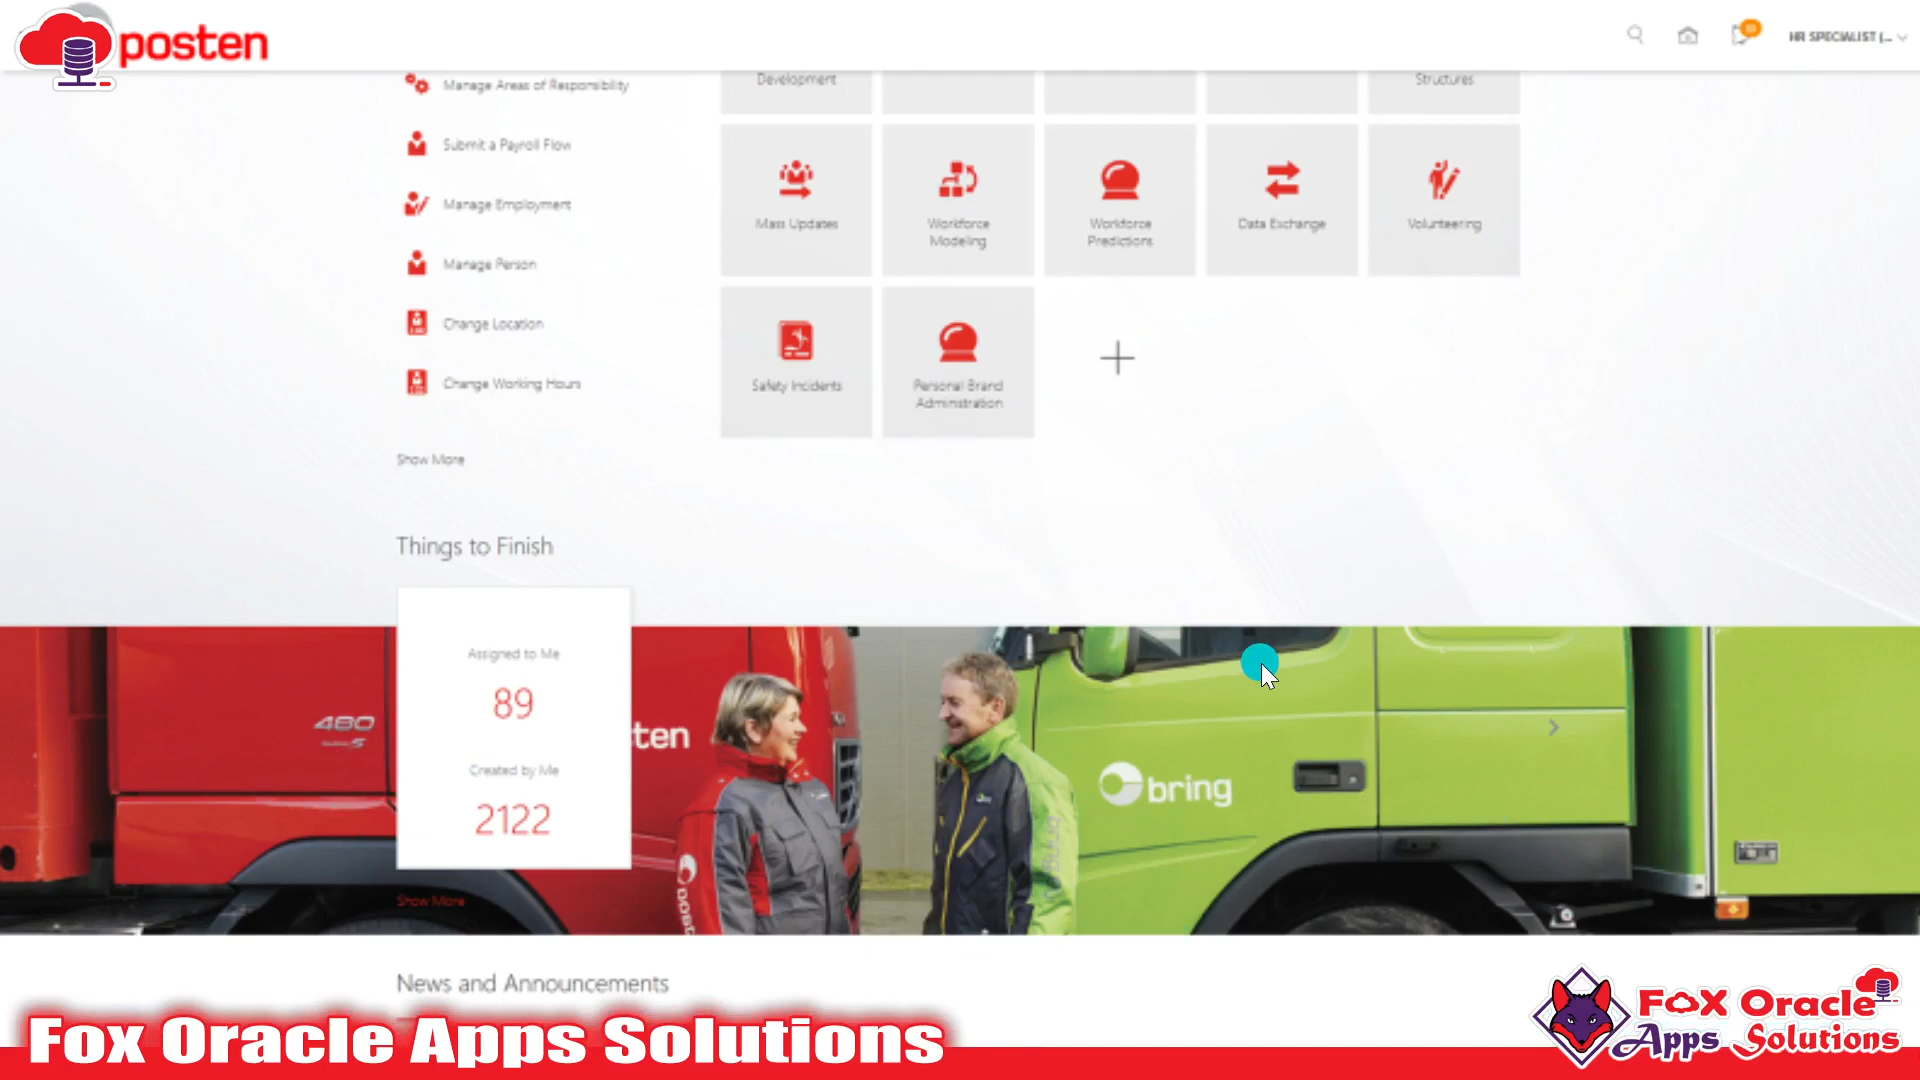 posten
HR SPECIALIST (...
Manage Areas of Responsibility
Submit a Payroll Flow
Manage Employment
Manage Person
Change Location
Change Working Hours
Show More
Development
Structures
Mass Updates
Workforce
Modeling
Workforce
Predictions
Data Exchange
Volunteering
Safety Incidents
Personal Brand
Administration
Things to Finish
Assigned to Me
89
Created by Me
2122
Show More
480
sten
bring
News and Announcements
Fox Oracle Apps Solutions
Fox Oracle
Apps Solutions